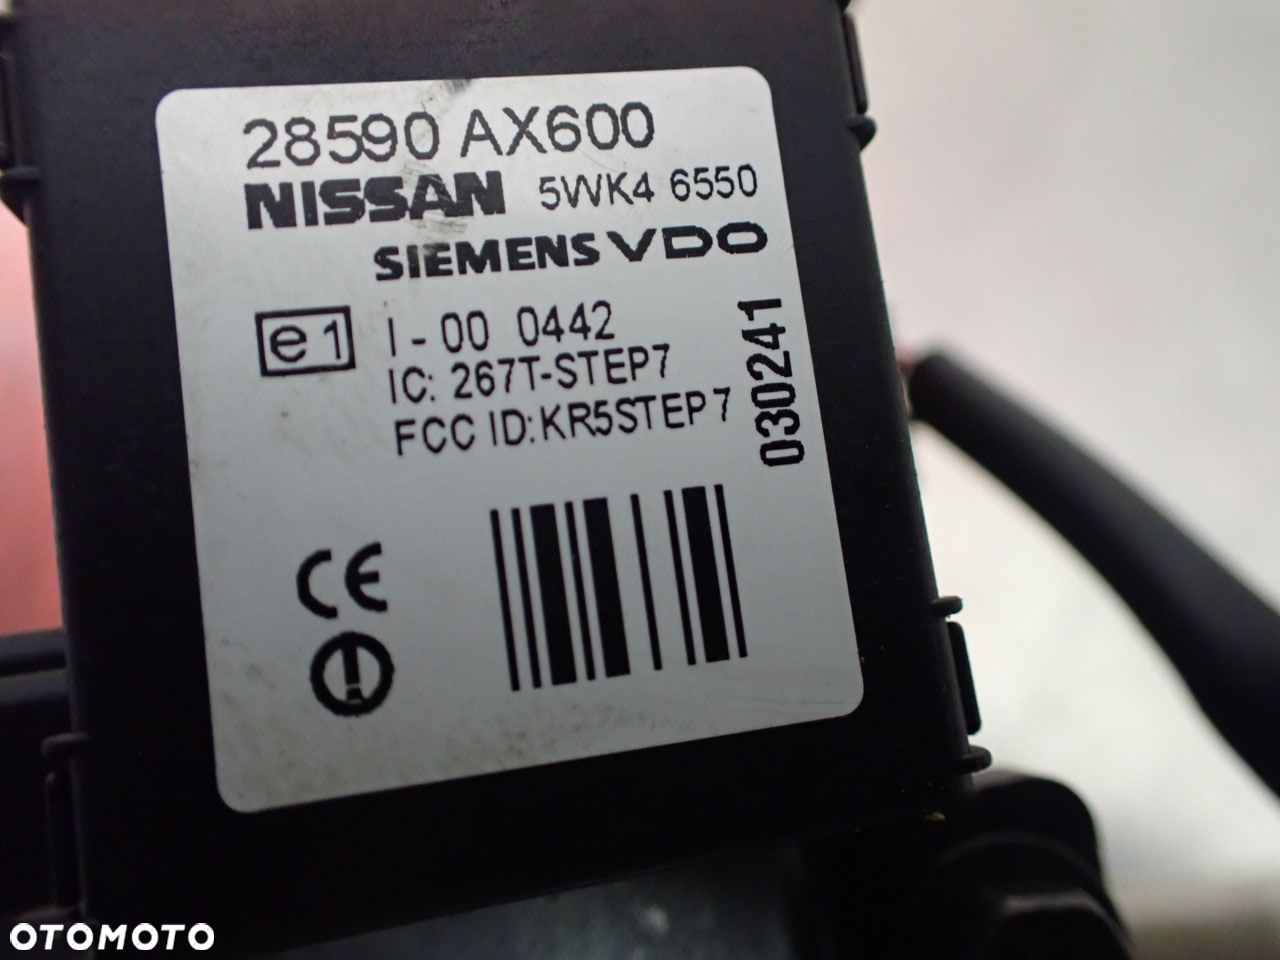 28590 AX600
NISSAN 5WK4 6550
SIEMENS VDO
e1 I - 00 0442
IC: 267T-STEP7
FCC ID: KR5STEP7
030241
CE
OTOMOTO